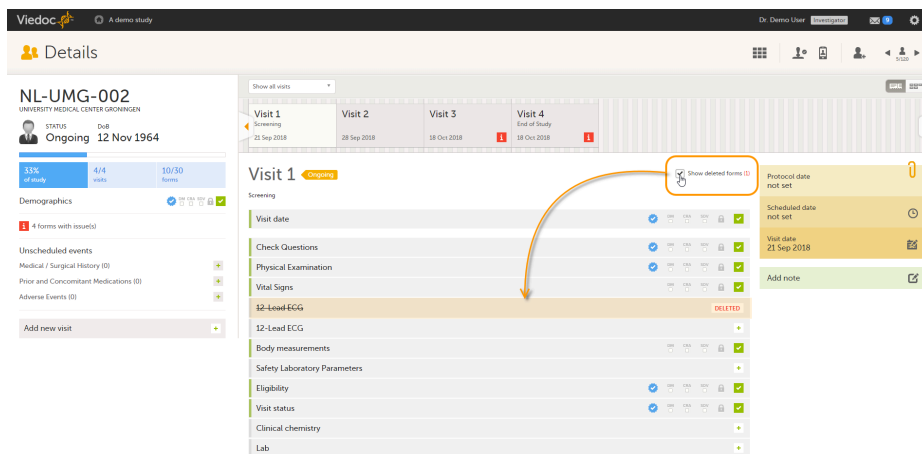 Viedoc
A demo study
Dr. Demo User Investigator
9
Details
5/120
NL-UMG-002
UNIVERSITY MEDICAL CENTER GRONINGEN
STATUS DoB
Ongoing 12 Nov 1964
33% 4/4 10/30
of study visits forms
Demographics
4 forms with issue(s)
Unscheduled events
Medical / Surgical History (0)
Prior and Concomitant Medications (0)
Adverse Events (0)
Add new visit
Show all visits
Visit 1 Visit 2 Visit 3 Visit 4
Screening End of Study
21 Sep 2018 28 Sep 2018 18 Oct 2018 18 Oct 2018
Visit 1 Ongoing
Show deleted forms (1)
Screening
Visit date
Check Questions
Physical Examination
Vital Signs
12-Lead ECG DELETED
12-Lead ECG
Body measurements
Safety Laboratory Parameters
Eligibility
Visit status
Clinical chemistry
Lab
Protocol date
not set
Scheduled date
not set
Visit date
21 Sep 2018
Add note